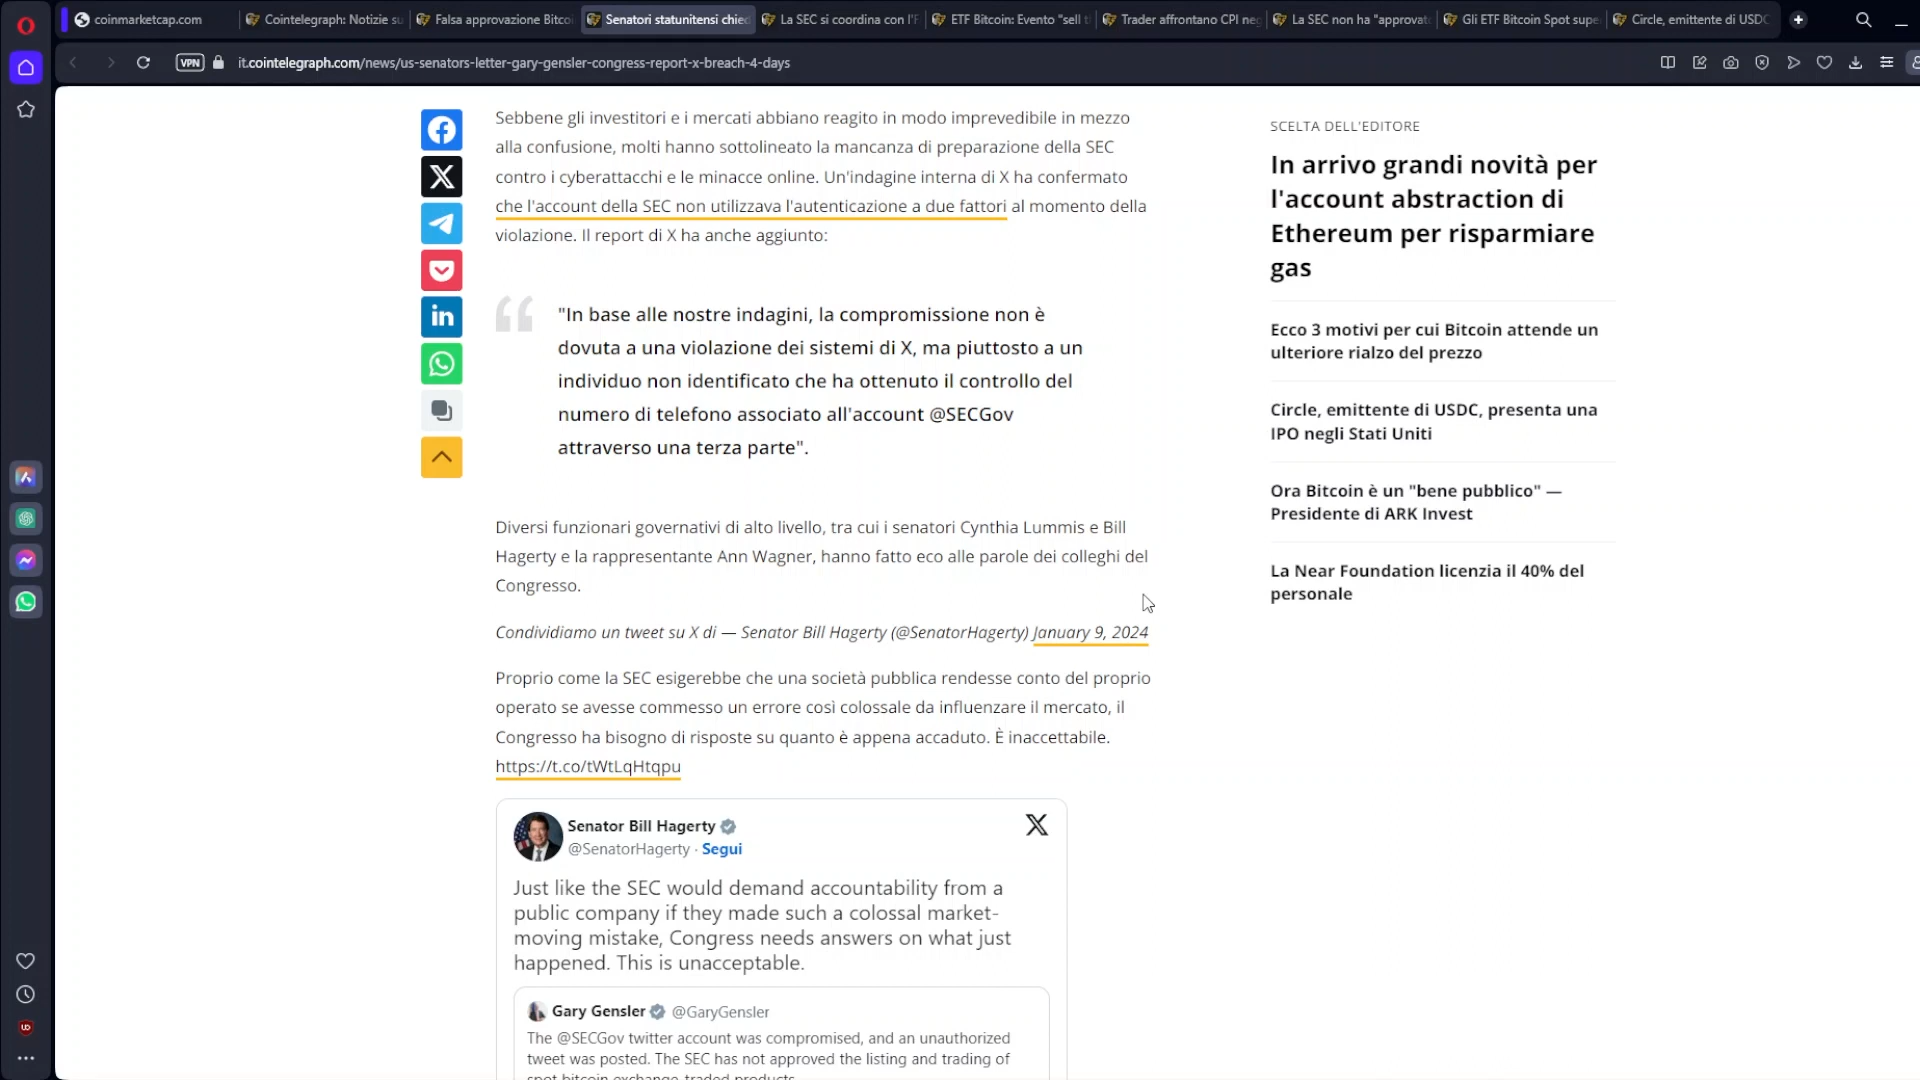 coinmarketcap.com
Cointelegraph: Notizie su
Falsa approvazione Bitco
Senatori statunitensi chied
La SEC si coordina con l'F
ETF Bitcoin: Evento "sell t
Trader affrontano CPI neg
La SEC non ha "approvat
Gli ETF Bitcoin Spot supe
Circle, emittente di USDC
VPN
it.cointelegraph.com/news/us-senators-letter-gary-gensler-congress-report-x-breach-4-days
Sebbene gli investitori e i mercati abbiano reagito in modo imprevedibile in mezzo
alla confusione, molti hanno sottolineato la mancanza di preparazione della SEC
contro i cyberattacchi e le minacce online. Un'indagine interna di X ha confermato
che l'account della SEC non utilizzava l'autenticazione a due fattori al momento della
violazione. Il report di X ha anche aggiunto:
"In base alle nostre indagini, la compromissione non è
dovuta a una violazione dei sistemi di X, ma piuttosto a un
individuo non identificato che ha ottenuto il controllo del
numero di telefono associato all'account @SECGov
attraverso una terza parte".
Diversi funzionari governativi di alto livello, tra cui i senatori Cynthia Lummis e Bill
Hagerty e la rappresentante Ann Wagner, hanno fatto eco alle parole dei colleghi del
Congresso.
Condividiamo un tweet su X di — Senator Bill Hagerty (@SenatorHagerty) January 9, 2024
Proprio come la SEC esigerebbe che una società pubblica rendesse conto del proprio
operato se avesse commesso un errore così colossale da influenzare il mercato, il
Congresso ha bisogno di risposte su quanto è appena accaduto. È inaccettabile.
https://t.co/tWtLqHtqpu
Senator Bill Hagerty
@SenatorHagerty · Segui
Just like the SEC would demand accountability from a
public company if they made such a colossal market-
moving mistake, Congress needs answers on what just
happened. This is unacceptable.
Gary Gensler @GaryGensler
The @SECGov twitter account was compromised, and an unauthorized
tweet was posted. The SEC has not approved the listing and trading of
spot bitcoin exchange-traded products.
SCELTA DELL'EDITORE
In arrivo grandi novità per
l'account abstraction di
Ethereum per risparmiare
gas
Ecco 3 motivi per cui Bitcoin attende un
ulteriore rialzo del prezzo
Circle, emittente di USDC, presenta una
IPO negli Stati Uniti
Ora Bitcoin è un "bene pubblico" —
Presidente di ARK Invest
La Near Foundation licenzia il 40% del
personale